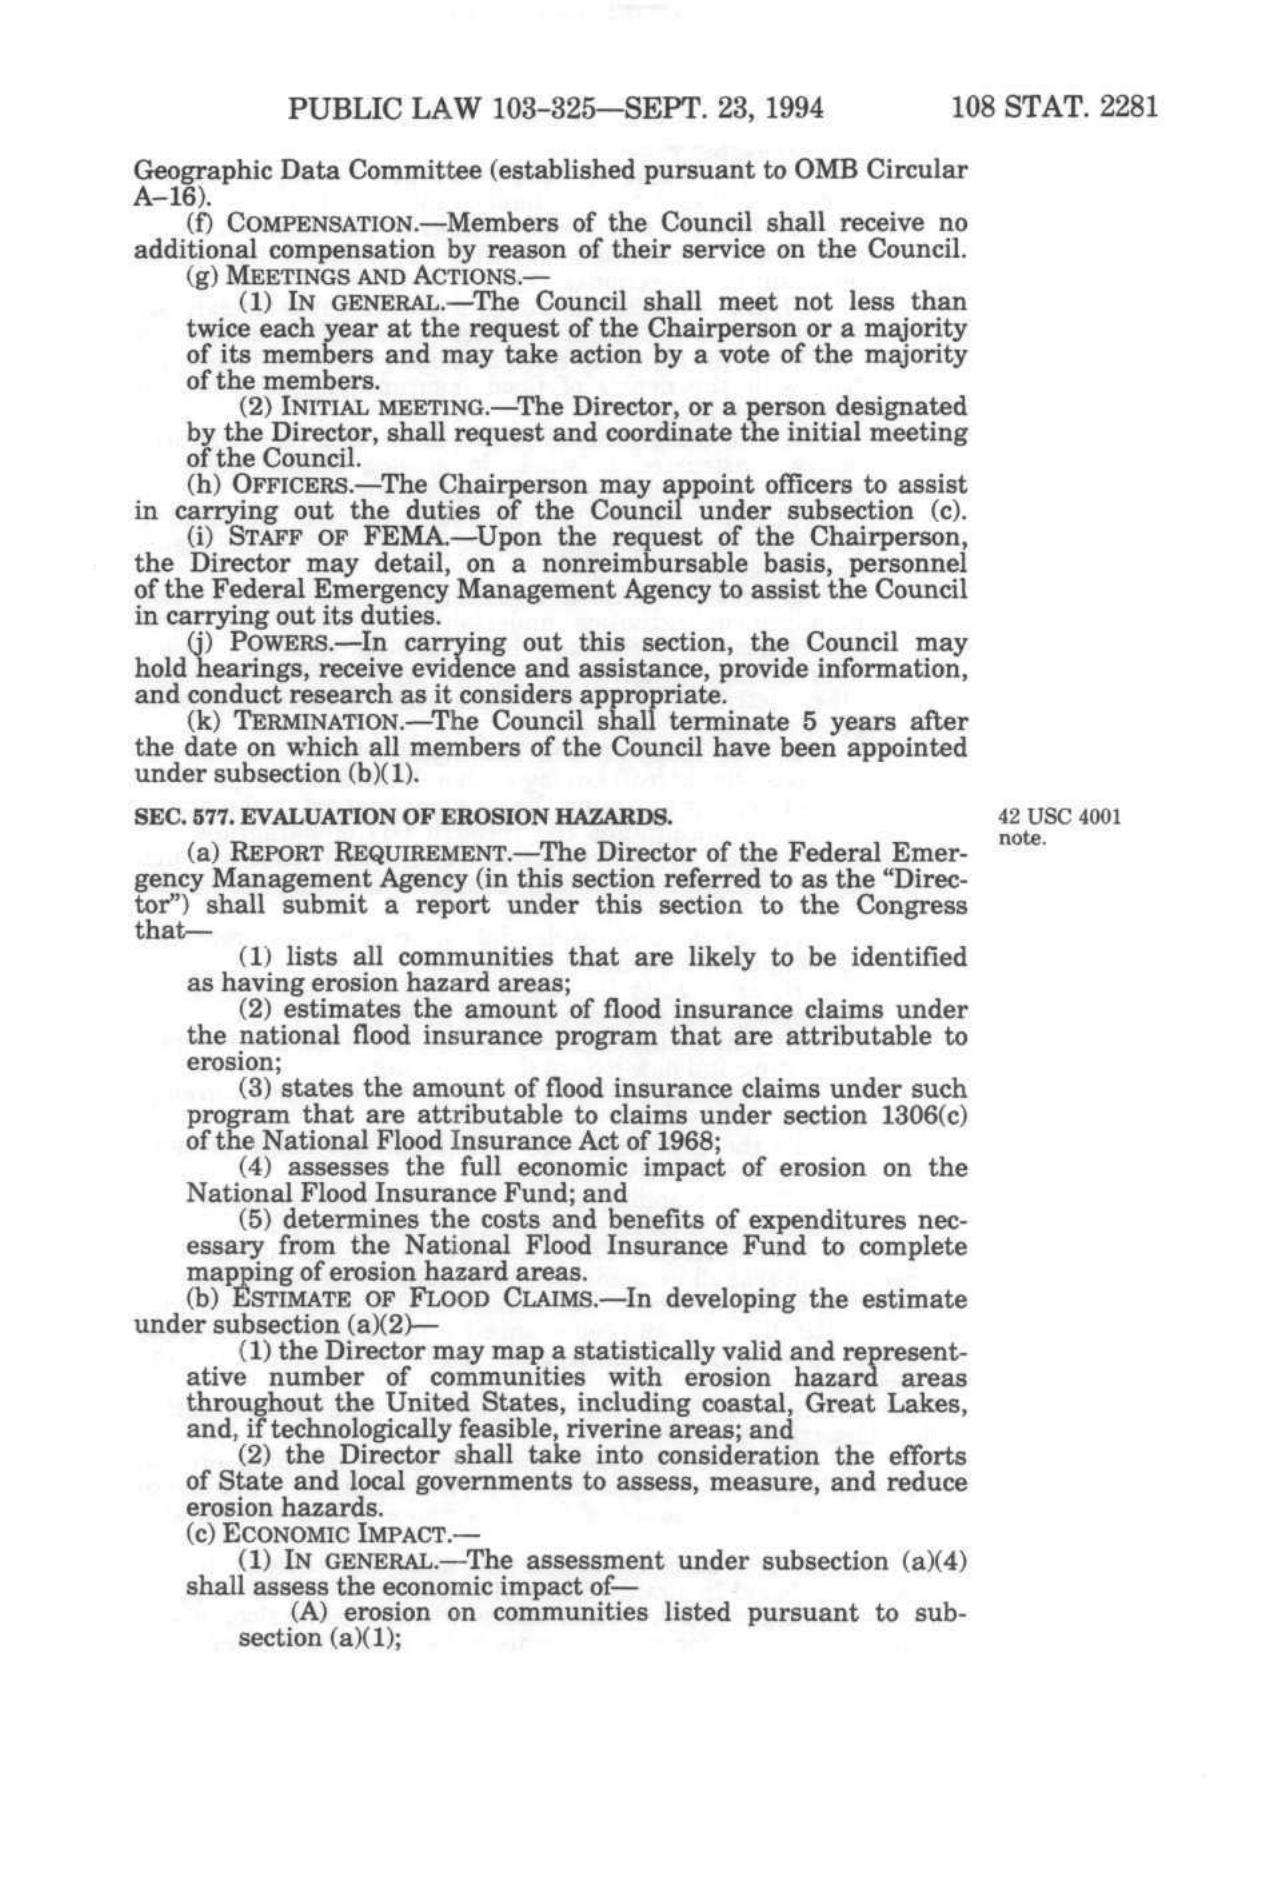 PUBLIC LAW 103–325—SEPT. 23, 1994 108 STAT. 2281
Geographic Data Committee (established pursuant to OMB Circular
A–16).
(f) COMPENSATION.—Members of the Council shall receive no
additional compensation by reason of their service on the Council.
(g) MEETINGS AND ACTIONS.—
(1) IN GENERAL.—The Council shall meet not less than
twice each year at the request of the Chairperson or a majority
of its members and may take action by a vote of the majority
of the members.
(2) INITIAL MEETING.—The Director, or a person designated
by the Director, shall request and coordinate the initial meeting
of the Council.
(h) OFFICERS.—The Chairperson may appoint officers to assist
in carrying out the duties of the Council under subsection (c).
(i) STAFF OF FEMA.—Upon the request of the Chairperson,
the Director may detail, on a nonreimbursable basis, personnel
of the Federal Emergency Management Agency to assist the Council
in carrying out its duties.
(j) POWERS.—In carrying out this section, the Council may
hold hearings, receive evidence and assistance, provide information,
and conduct research as it considers appropriate.
(k) TERMINATION.—The Council shall terminate 5 years after
the date on which all members of the Council have been appointed
under subsection (b)(1).
SEC. 577. EVALUATION OF EROSION HAZARDS.
42 USC 4001
note.
(a) REPORT REQUIREMENT.—The Director of the Federal Emer-
gency Management Agency (in this section referred to as the “Direc-
tor”) shall submit a report under this section to the Congress
that—
(1) lists all communities that are likely to be identified
as having erosion hazard areas;
(2) estimates the amount of flood insurance claims under
the national flood insurance program that are attributable to
erosion;
(3) states the amount of flood insurance claims under such
program that are attributable to claims under section 1306(c)
of the National Flood Insurance Act of 1968;
(4) assesses the full economic impact of erosion on the
National Flood Insurance Fund; and
(5) determines the costs and benefits of expenditures nec-
essary from the National Flood Insurance Fund to complete
mapping of erosion hazard areas.
(b) ESTIMATE OF FLOOD CLAIMS.—In developing the estimate
under subsection (a)(2)—
(1) the Director may map a statistically valid and represent-
ative number of communities with erosion hazard areas
throughout the United States, including coastal, Great Lakes,
and, if technologically feasible, riverine areas; and
(2) the Director shall take into consideration the efforts
of State and local governments to assess, measure, and reduce
erosion hazards.
(c) ECONOMIC IMPACT.—
(1) IN GENERAL.—The assessment under subsection (a)(4)
shall assess the economic impact of—
(A) erosion on communities listed pursuant to sub-
section (a)(1);